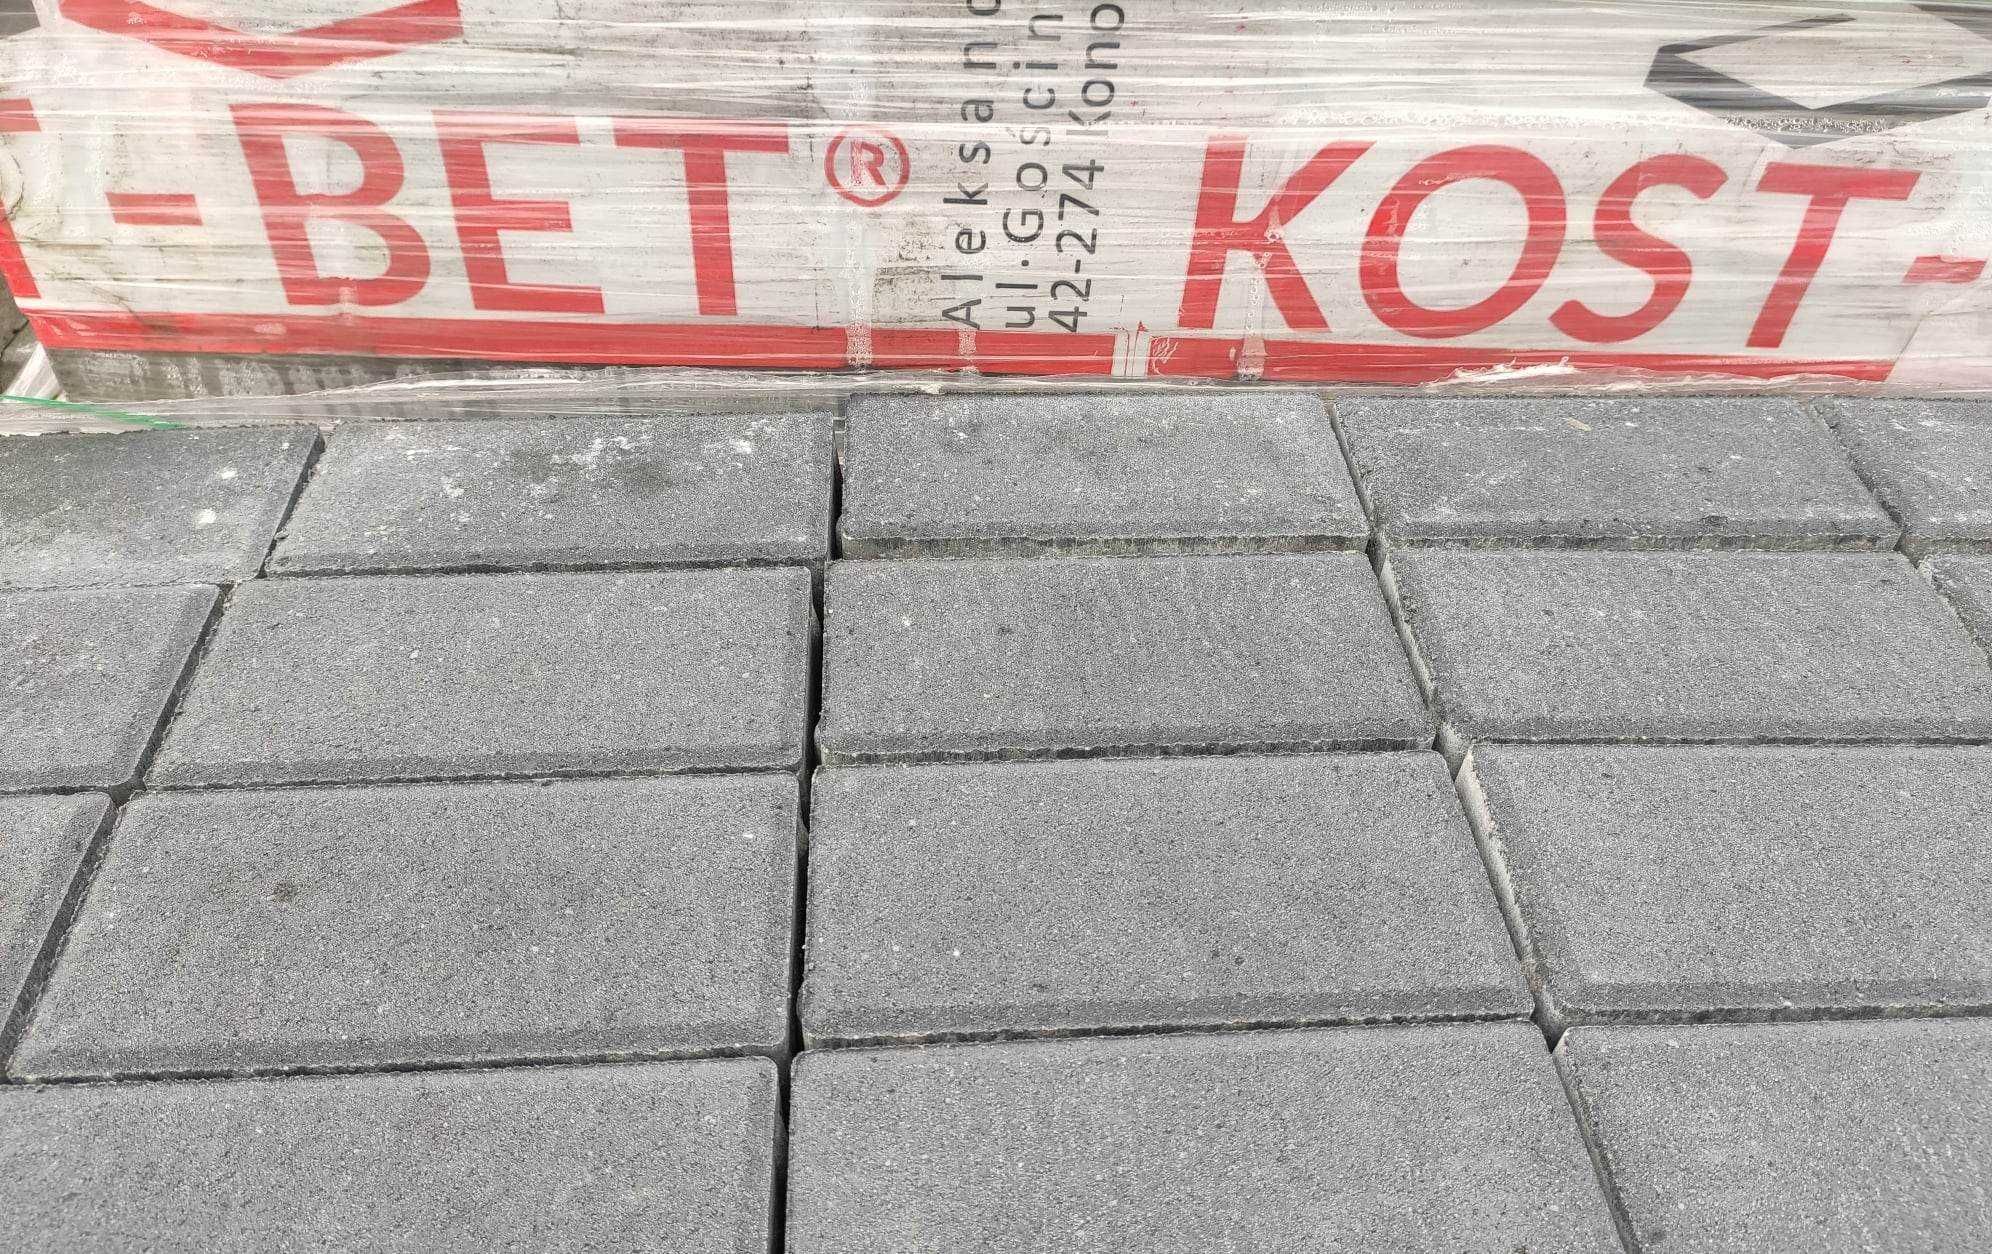 -BET®
Aleksand
ul. Gościn
42-274 Kono
KOST-